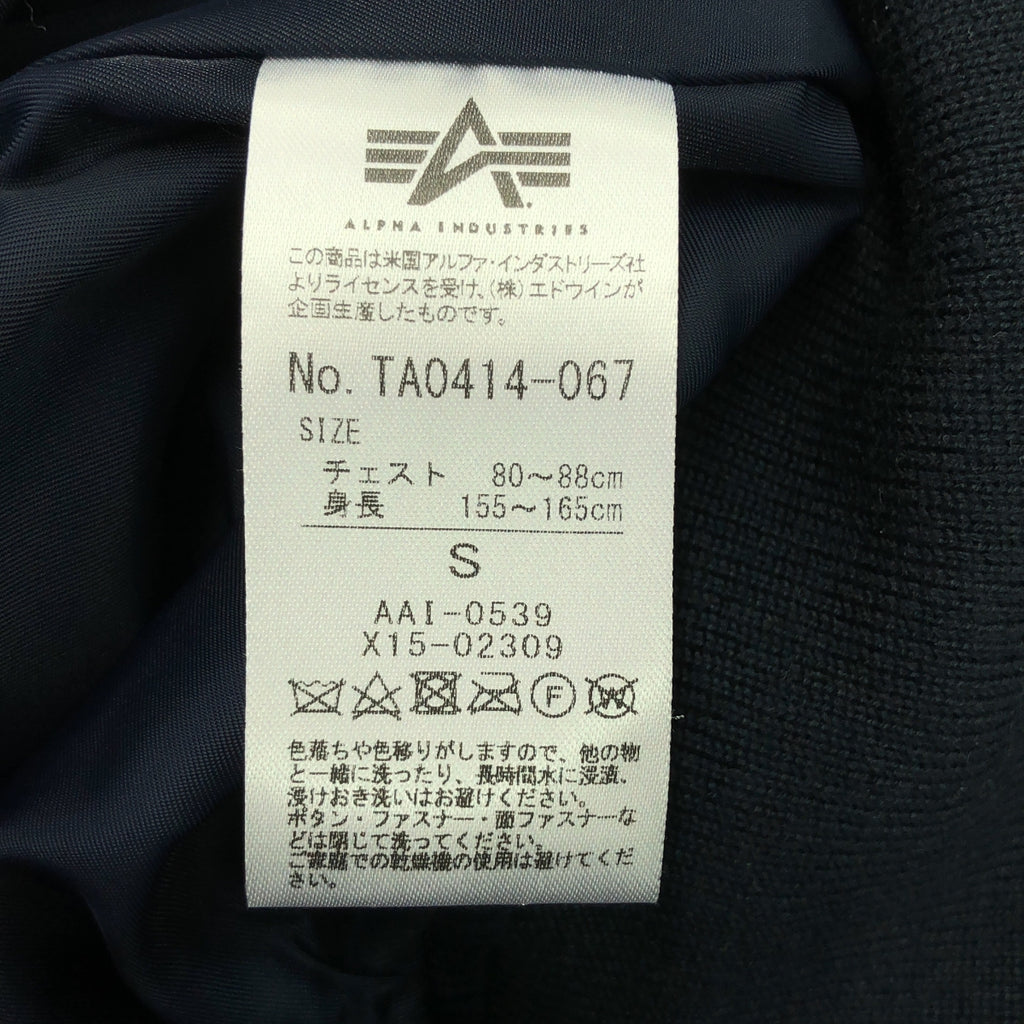 ALPHA INDUSTRIES
この商品は米国アルファ・インダストリーズ社
よりライセンスを受け、(株)エドウインが
企画生産したものです。
No. TA0414-067
SIZE
チェスト 80～88cm
身長 155～165cm
S
AAI-0539
X15-02309
F W
色落ちや色移りがしますので、他の物
と一緒に洗ったり、長時間水に浸漬、
浸けおき洗いはお避けください。
ボタン・ファスナー・面ファスナーな
どは閉じて洗ってください。
ご家庭での乾燥機の使用は避けてくだ
さい。